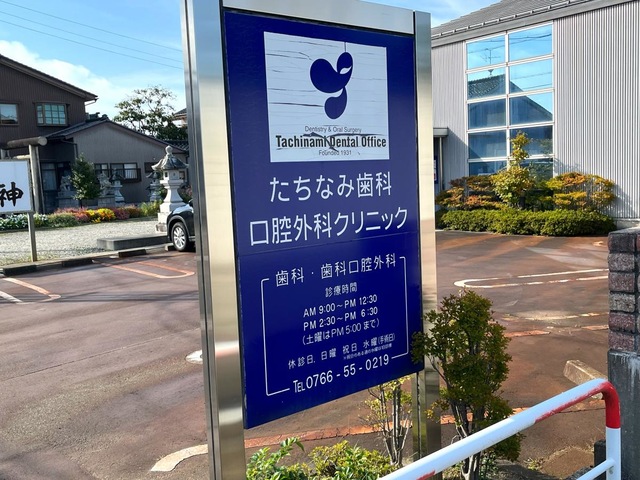 Dentistry & Oral Surgery
Tachinami Dental Office
Founded 1931
たちなみ歯科
口腔外科クリニック
歯科・歯科口腔外科
診療時間
AM 9:00〜PM 12:30
PM 2:30〜PM 6:30
(土曜はPM 5:00まで)
休診日、日曜 祝日 水曜(手術日)
TEL 0766-55-0219
神